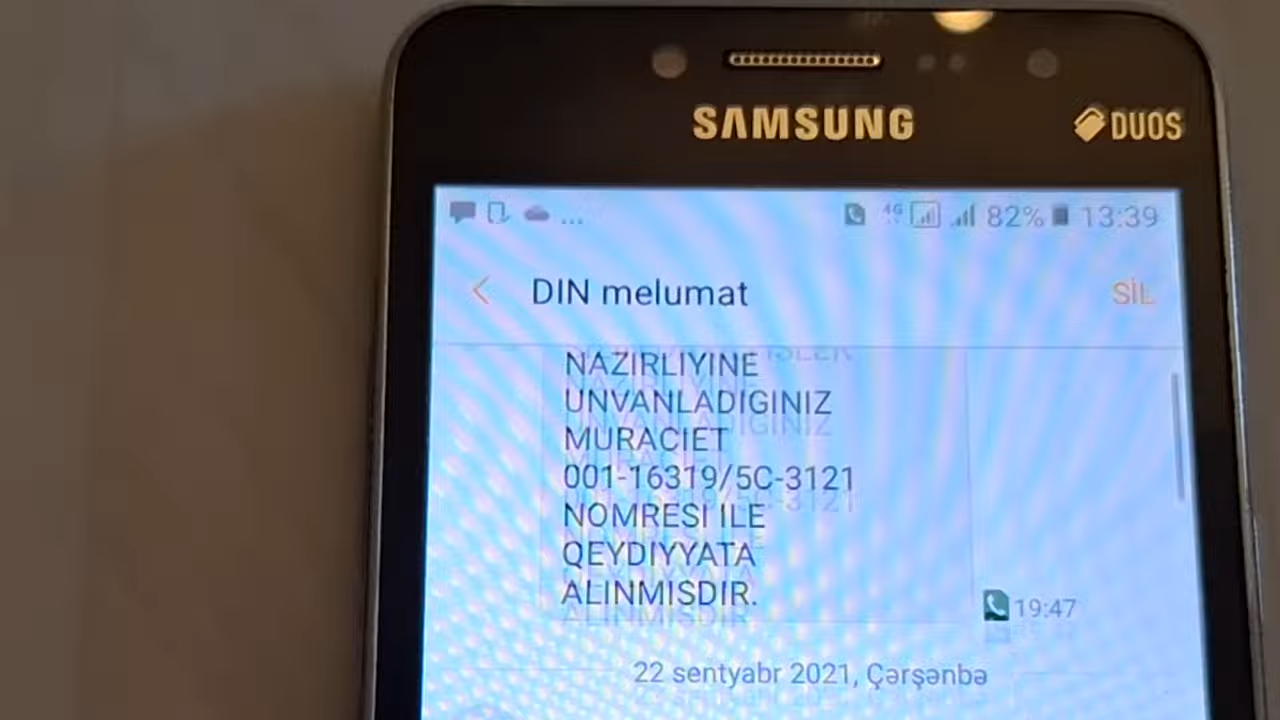 SAMSUNG
DUOS
4G 82% 13:39
DIN melumat
SİL
NAZIRLIYINE
UNVANLADIGINIZ
MURACIET
001-16319/5C-3121
NOMRESI ILE
QEYDIYYATA
ALINMISDIR.
19:47
22 sentyabr 2021, Çərşənbə